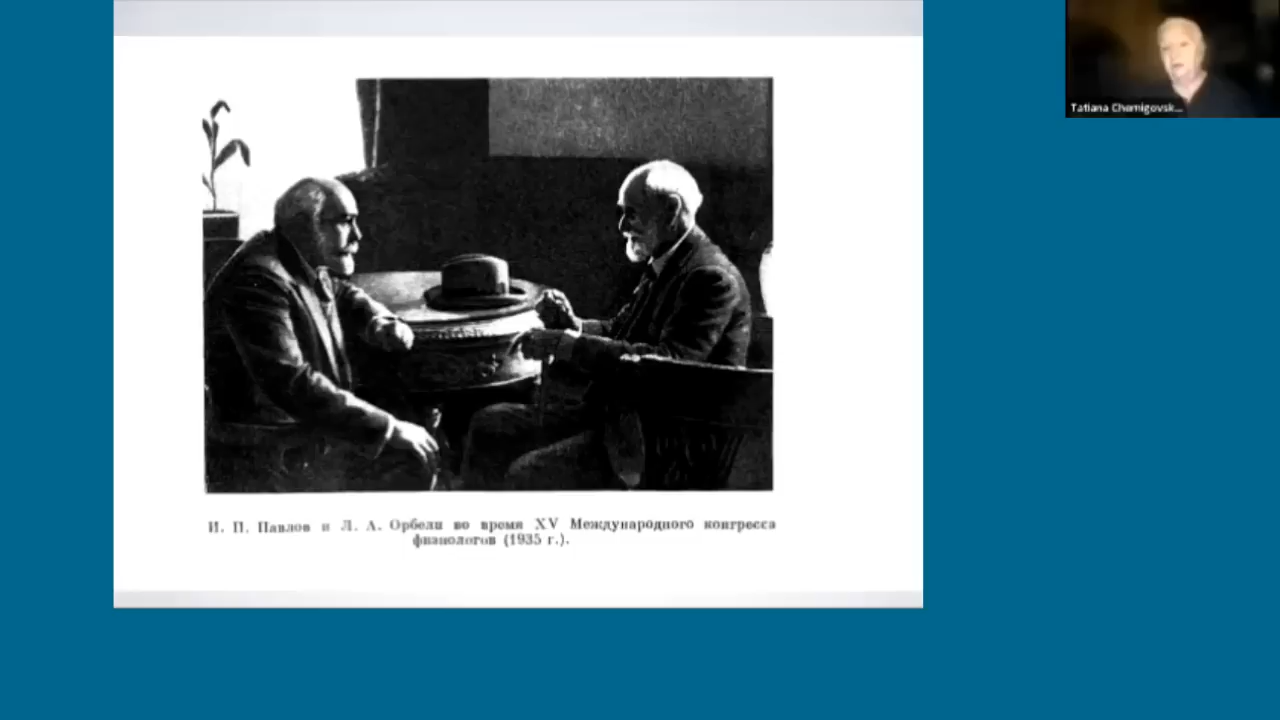 И. П. Павлов и Л. А. Орбели во время XV Международного конгресса
физиологов (1935 г.).
Tatiana Chernigovsk...